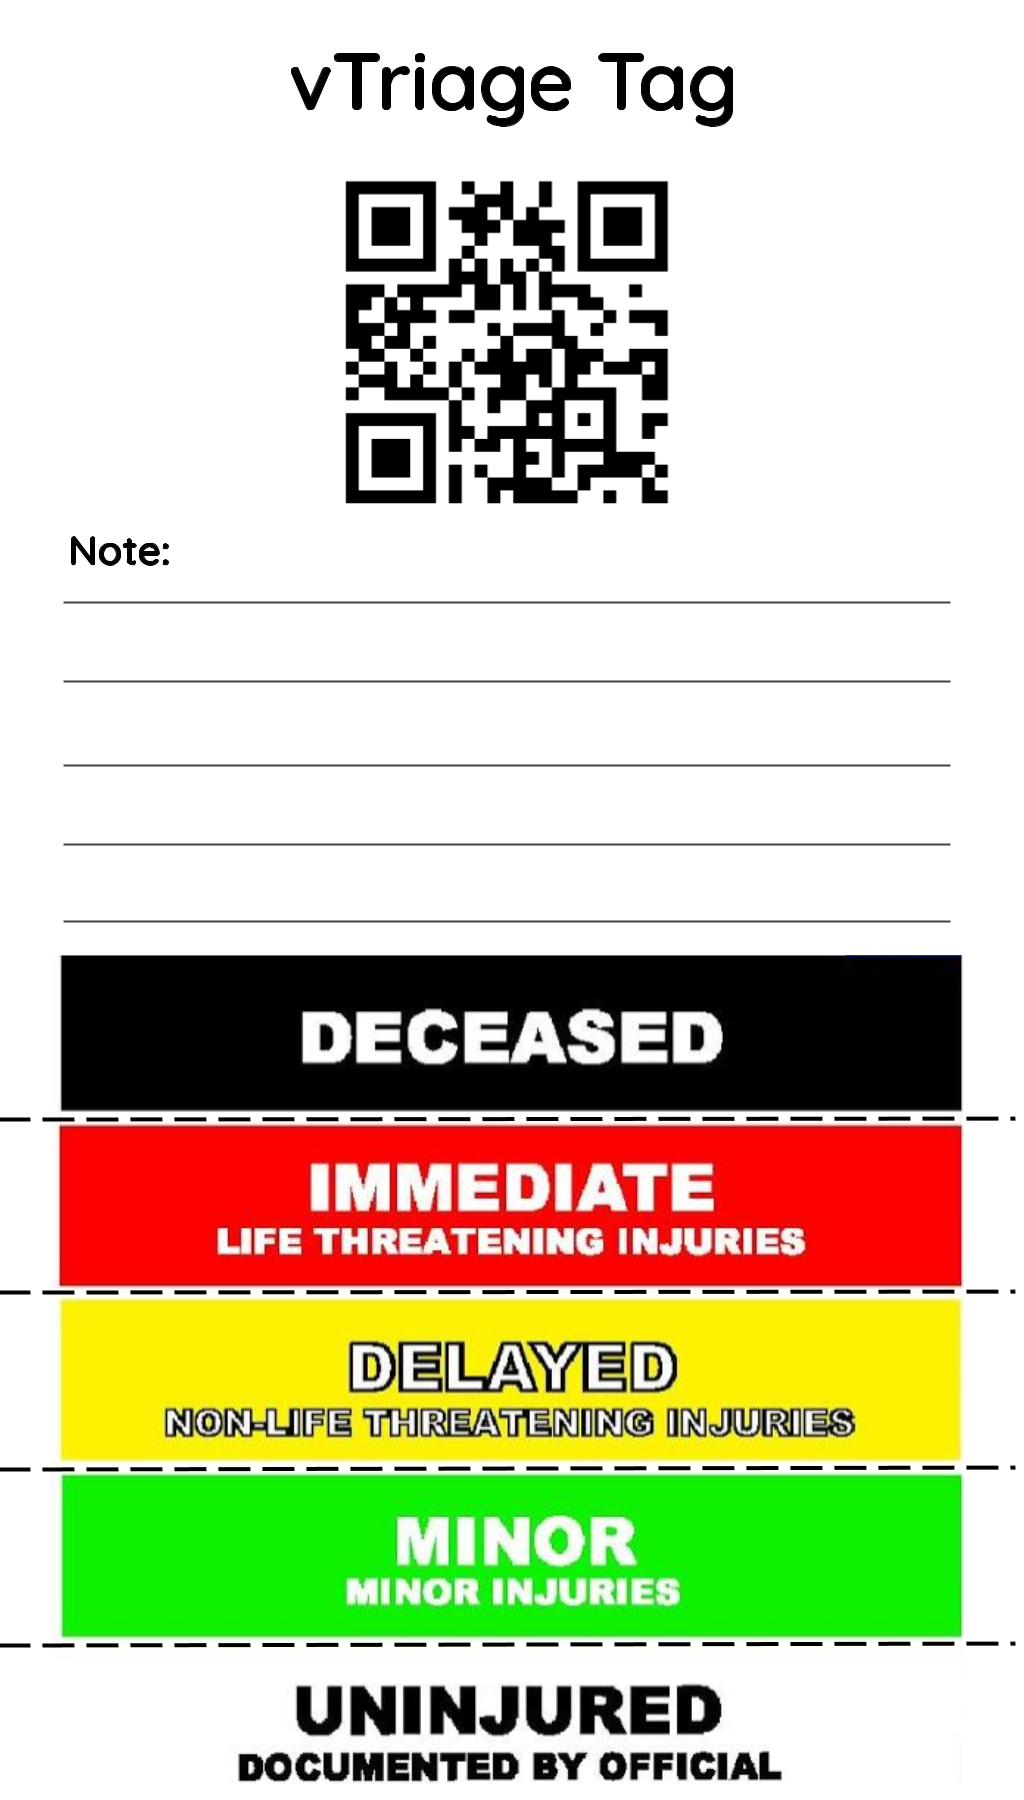 vTriage Tag
Note:
DECEASED
IMMEDIATE
LIFE THREATENING INJURIES
DELAYED
NON-LIFE THREATENING INJURIES
MINOR
MINOR INJURIES
UNINJURED
DOCUMENTED BY OFFICIAL